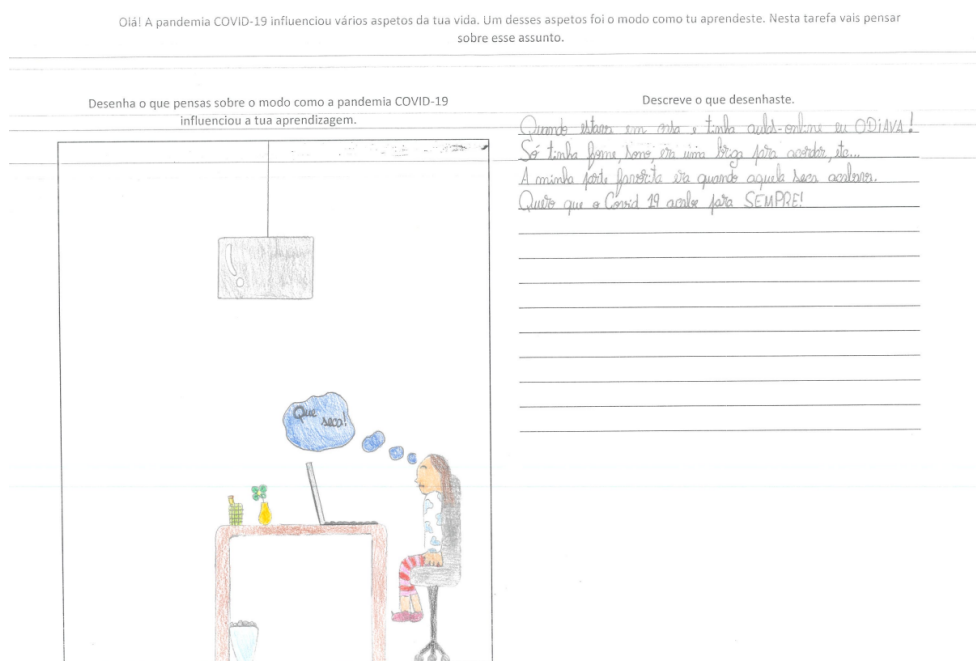 Olá! A pandemia COVID-19 influenciou vários aspetos da tua vida. Um desses aspetos foi o modo como tu aprendeste. Nesta tarefa vais pensar
sobre esse assunto.
Desenha o que pensas sobre o modo como a pandemia COVID-19
influenciou a tua aprendizagem.
Descreve o que desenhaste.
Quando estava em casa e tinha aulas-online eu ODIAVA!
Só tinha fome, sono, era uma briga para acordar, etc...
A minha parte favorita era quando aquela seca acabava.
Quero que o Covid 19 acabe para SEMPRE!
Que
seca!